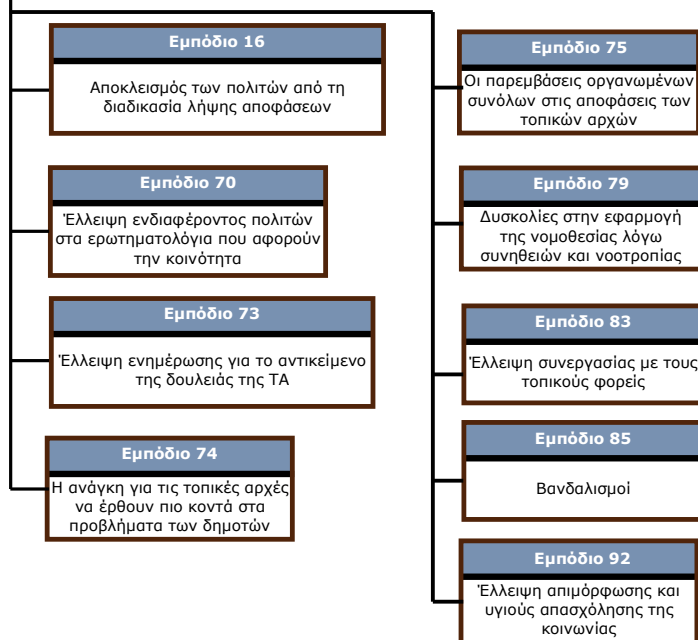 Εμπόδιο 16
Αποκλεισμός των πολιτών από τη
διαδικασία λήψης αποφάσεων
Εμπόδιο 70
Έλλειψη ενδιαφέροντος πολιτών
στα ερωτηματολόγια που αφορούν
την κοινότητα
Εμπόδιο 73
Έλλειψη ενημέρωσης για το αντικείμενο
της δουλειάς της ΤΑ
Εμπόδιο 74
Η ανάγκη για τις τοπικές αρχές
να έρθουν πιο κοντά στα
προβλήματα των δημοτών
Εμπόδιο 75
Οι παρεμβάσεις οργανωμένων
συνόλων στις αποφάσεις των
τοπικών αρχών
Εμπόδιο 79
Δυσκολίες στην εφαρμογή
της νομοθεσίας λόγω
συνηθειών και νοοτροπίας
Εμπόδιο 83
Έλλειψη συνεργασίας με τους
τοπικούς φορείς
Εμπόδιο 85
Βανδαλισμοί
Εμπόδιο 92
Έλλειψη απιμόρφωσης και
υγιούς απασχόλησης της
κοινωνίας